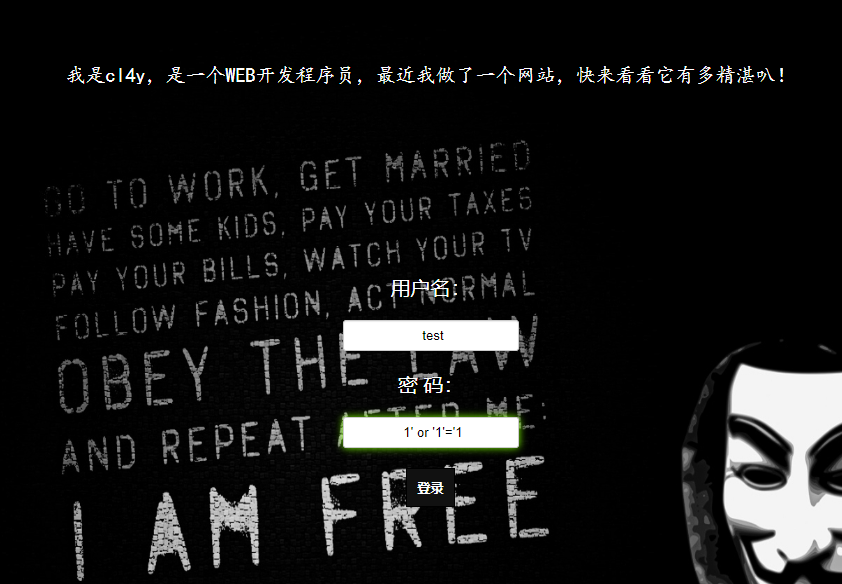 我是cl4y，是一个WEB开发程序员，最近我做了一个网站，快来看看它有多精湛叭！
GO TO WORK, GET MARRIED
HAVE SOME KIDS, PAY YOUR TAXES
PAY YOUR BILLS, WATCH YOUR TV
FOLLOW FASHION, ACT NORMAL
OBEY THE LAW
AND REPEAT AFTER ME:
I AM FREE
用户名：
test
密 码：
1' or '1'='1
登录